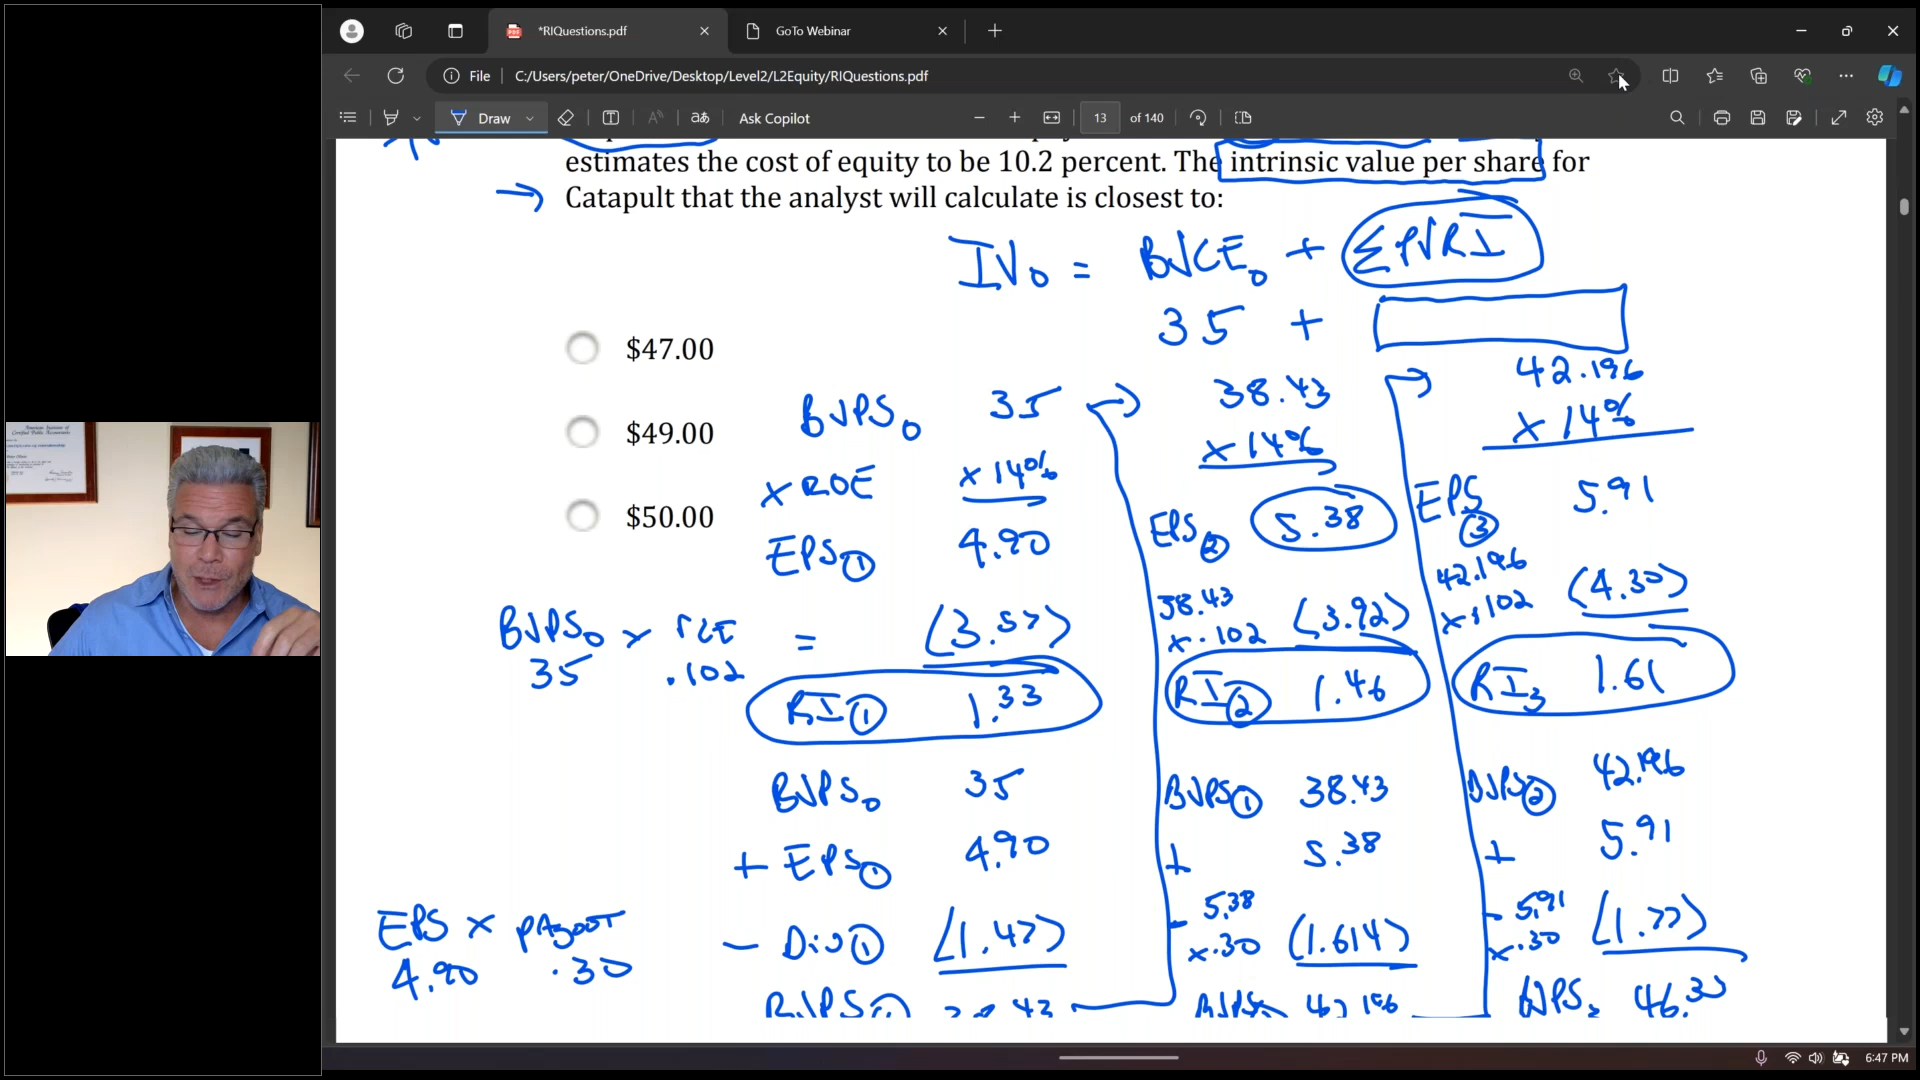 *RIQuestions.pdf
GoTo Webinar
File
C:/Users/peter/OneDrive/Desktop/Level2/L2Equity/RIQuestions.pdf
Draw
Ask Copilot
13 of 140
estimates the cost of equity to be 10.2 percent. The intrinsic value per share for
Catapult that the analyst will calculate is closest to:
IV0 = BVCE0 + ΣPVRI
35 +
$47.00
$49.00
$50.00
BVPS0 35
x ROE x 14%
EPS1 4.90
BVPS0 x rCE =
35 .102
(3.57)
RI1 1.33
BVPS0 35
+ EPS1 4.90
- Div1 (1.47)
EPS x payout
4.90 .30
38.43
x 14%
EPS2 5.38
38.43
x .102 (3.92)
RI2 1.46
BVPS1 38.43
+ 5.38
- 5.38
x .30 (1.614)
42.196
x 14%
EPS3 5.91
42.196
x .102 (4.30)
RI3 1.61
BVPS2 42.196
+ 5.91
- 5.91
x .30 (1.77)
6:47 PM